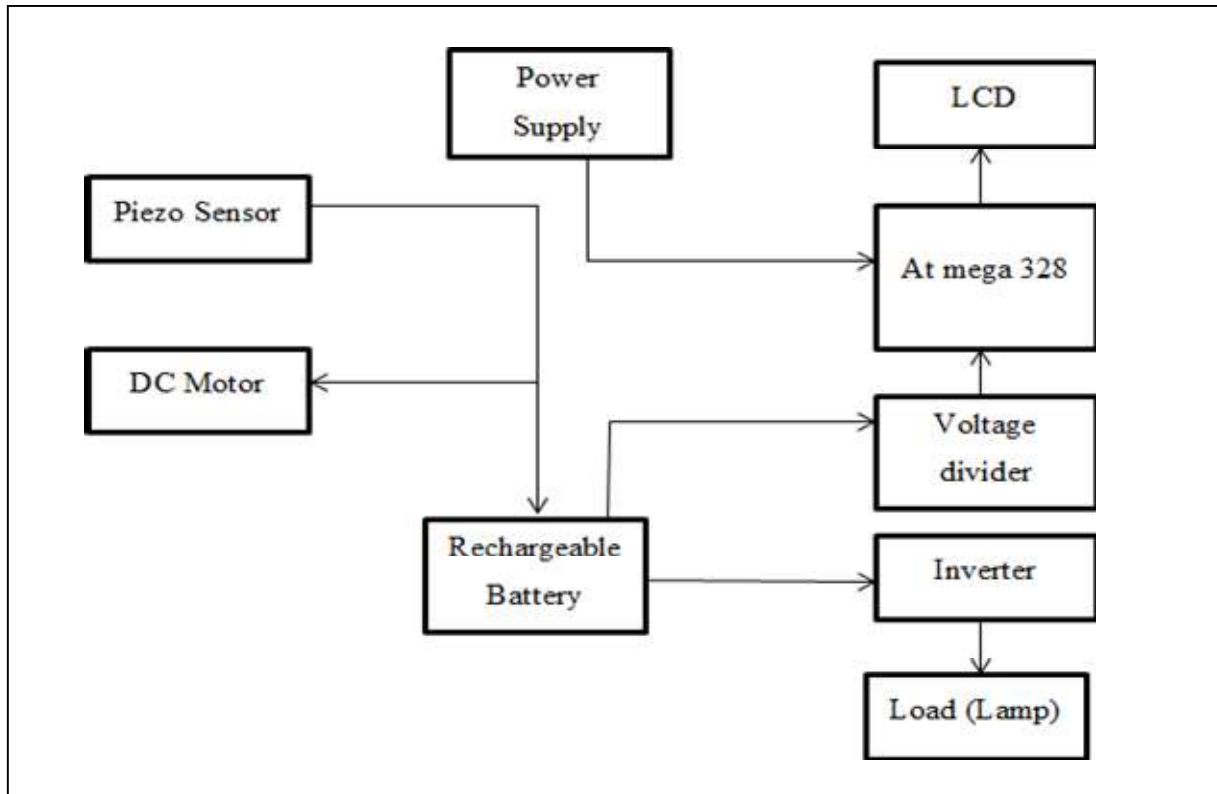 Power
Supply
LCD
Piezo Sensor
At mega 328
DC Motor
Voltage
divider
Rechargeable
Battery
Inverter
Load (Lamp)